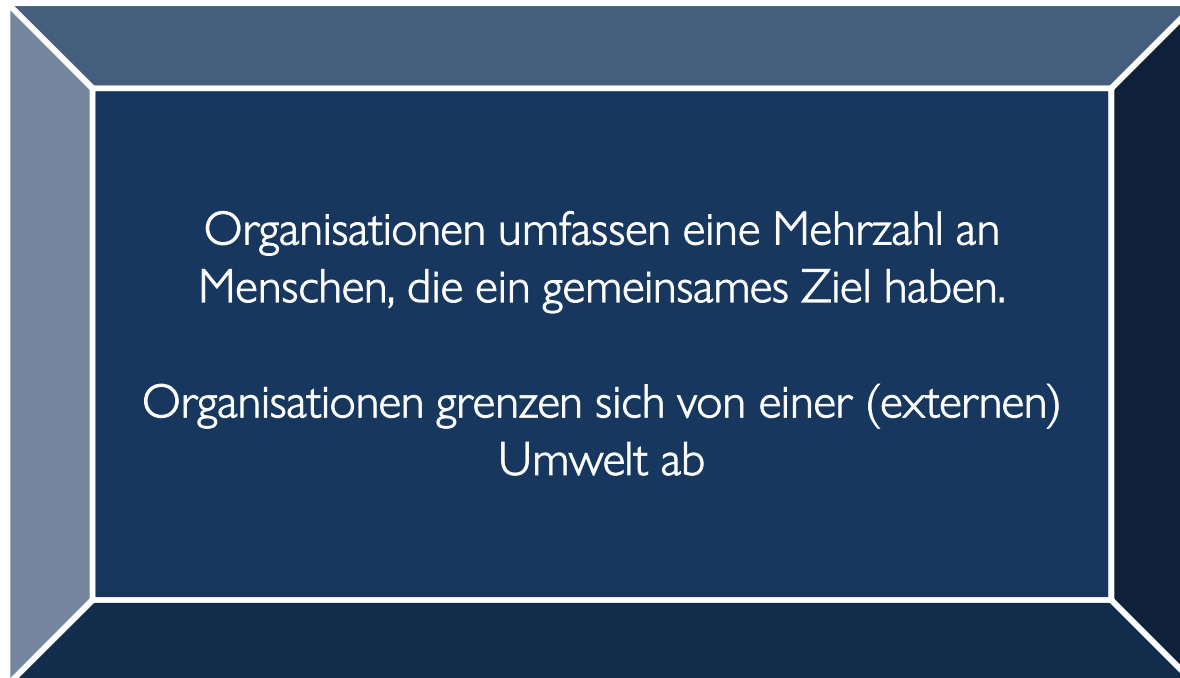 Organisationen umfassen eine Mehrzahl an
Menschen, die ein gemeinsames Ziel haben.
Organisationen grenzen sich von einer (externen)
Umwelt ab